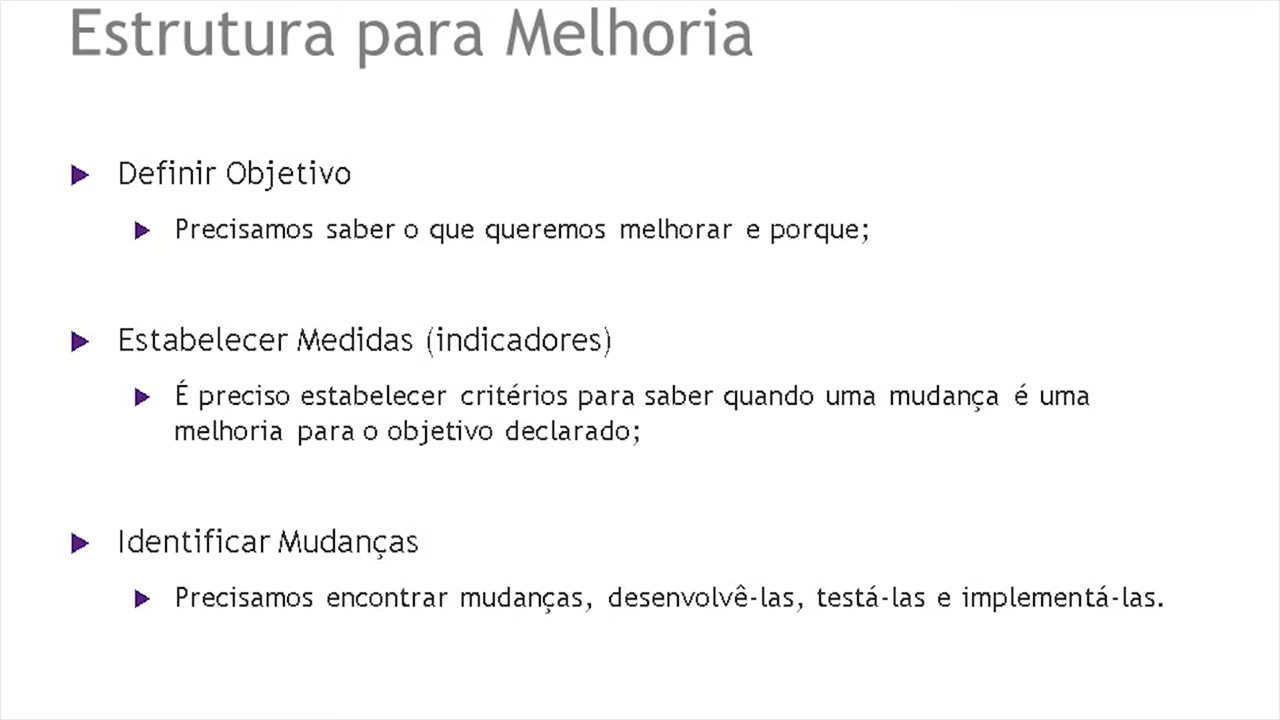 Estrutura para Melhoria
Definir Objetivo
Precisamos saber o que queremos melhorar e porque;
Estabelecer Medidas (indicadores)
É preciso estabelecer critérios para saber quando uma mudança é uma
melhoria para o objetivo declarado;
Identificar Mudanças
Precisamos encontrar mudanças, desenvolvê-las, testá-las e implementá-las.